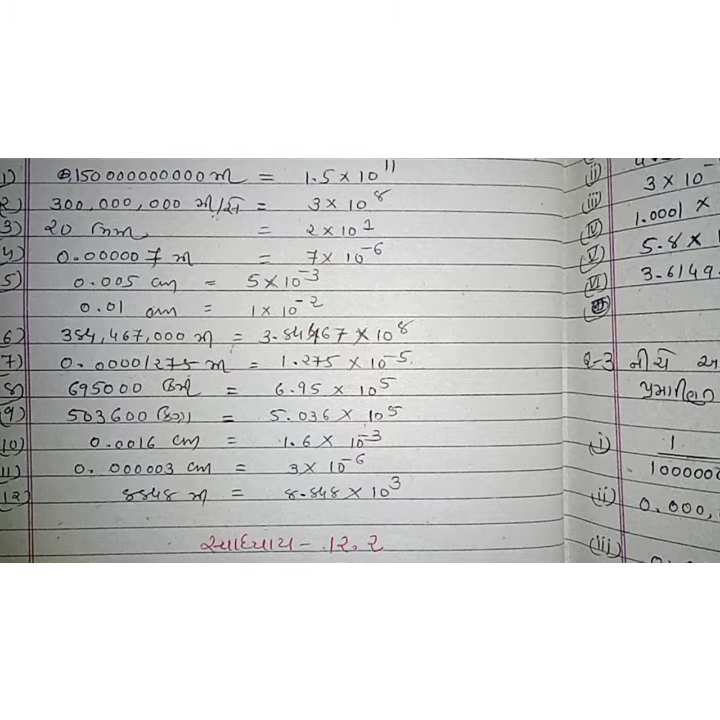 1) 150000000000 મી = 1.5 × 10¹¹
2) 300,000,000 મી/સે = 3 × 10⁸
3) 20 મિમિ = 2 × 10¹
4) 0.000007 મ = 7 × 10⁻⁶
5) 0.005 cm = 5 × 10⁻³
0.01 cm = 1 × 10⁻²
6) 384,467,000 મી = 3.84467 × 10⁸
7) 0.00001275 મ = 1.275 × 10⁻⁵
8) 695000 કિમી = 6.95 × 10⁵
9) 503600 કિગ્રા = 5.036 × 10⁵
10) 0.0016 cm = 1.6 × 10⁻³
11) 0.000003 cm = 3 × 10⁻⁶
12) 8848 મી = 8.848 × 10³
સ્વાધ્યાય - 12.2
(ii) 3 × 10⁻
(iii) 1.0001 ×
(iv) 5.8 ×
(v) 3.6149
(vi)
Q-3 નીચે
પ્રમાણિત
i) 1
1000000
(ii) 0.000,
(iii)